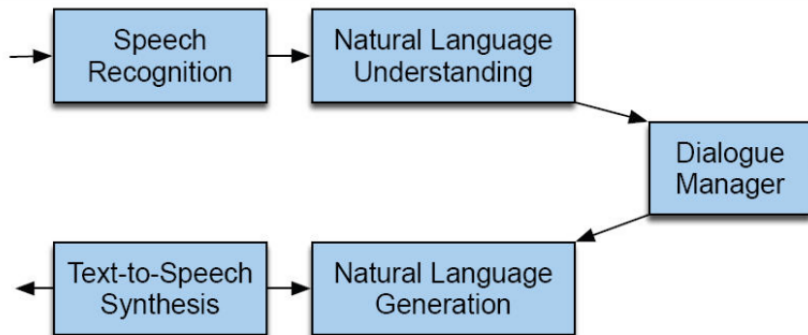 Speech
Recognition
Natural Language
Understanding
Dialogue
Manager
Text-to-Speech
Synthesis
Natural Language
Generation